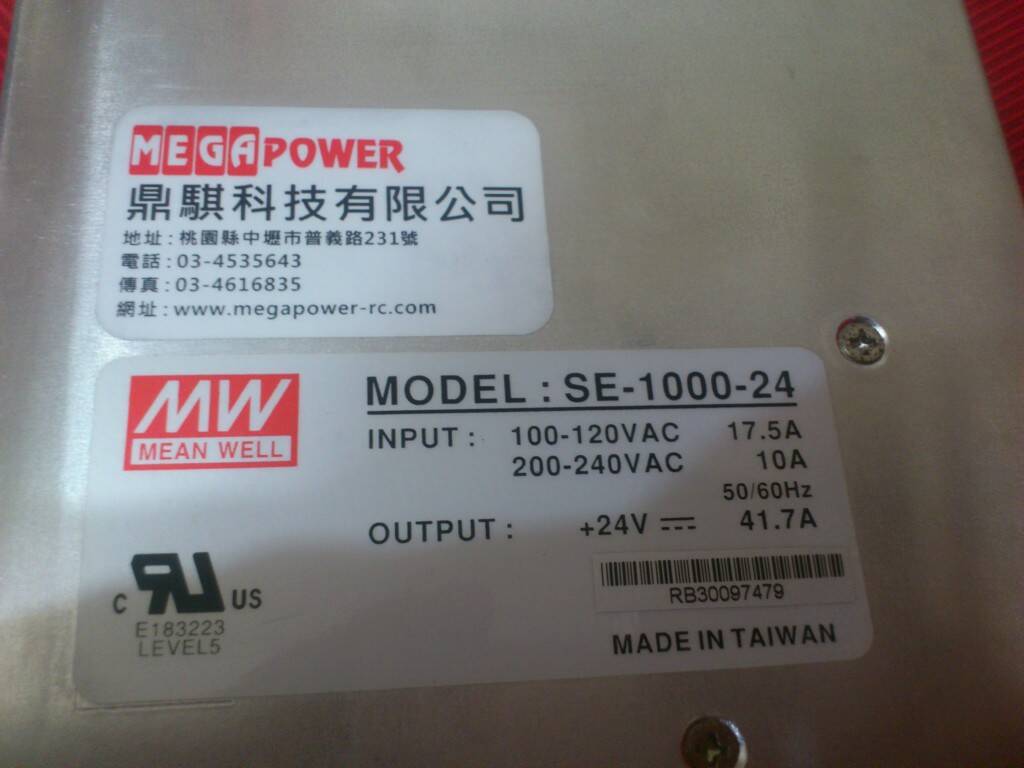 MEGAPOWER
鼎騏科技有限公司
地址：桃園縣中壢市普義路231號
電話：03-4535643
傳真：03-4616835
網址：www.megapower-rc.com
MW
MEAN WELL
MODEL : SE-1000-24
INPUT : 100-120VAC 17.5A
200-240VAC 10A
50/60Hz
OUTPUT : +24V 41.7A
RB30097479
MADE IN TAIWAN
C RU US
E183223
LEVEL5